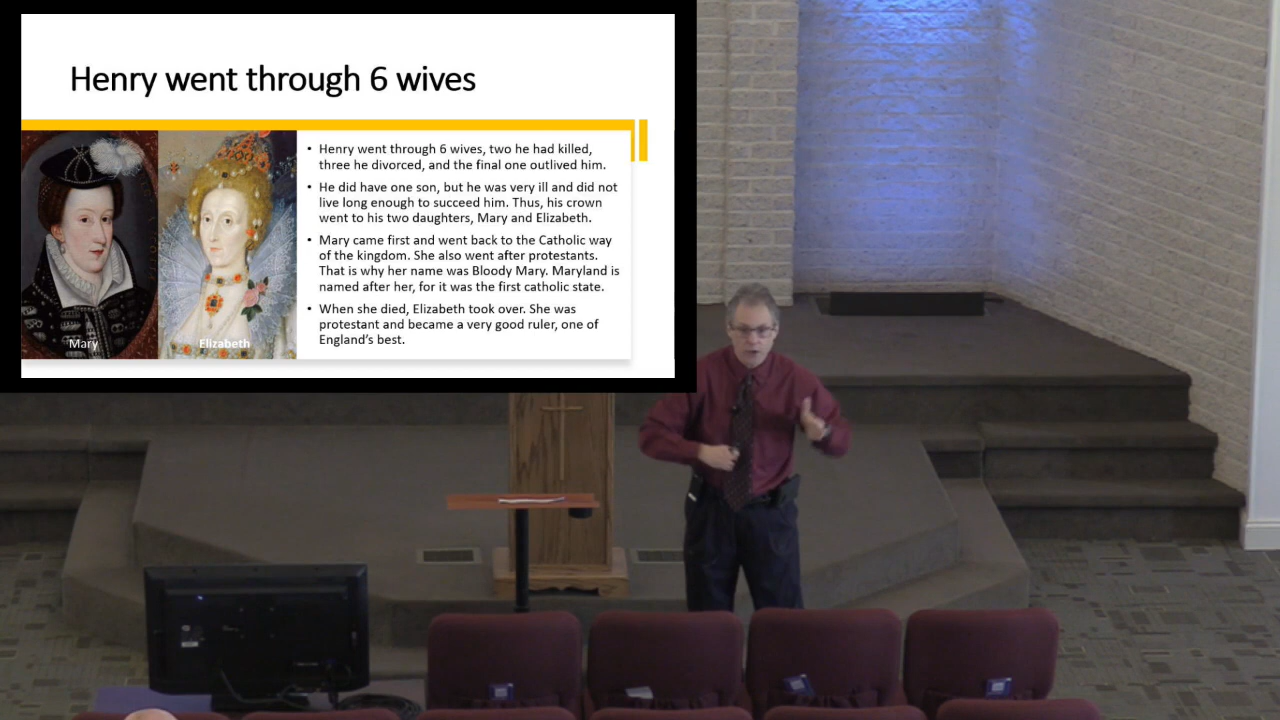 Henry went through 6 wives
• Henry went through 6 wives, two he had killed,
three he divorced, and the final one outlived him.
• He did have one son, but he was very ill and did not
live long enough to succeed him. Thus, his crown
went to his two daughters, Mary and Elizabeth.
• Mary came first and went back to the Catholic way
of the kingdom. She also went after protestants.
That is why her name was Bloody Mary. Maryland is
named after her, for it was the first catholic state.
• When she died, Elizabeth took over. She was
protestant and became a very good ruler, one of
England's best.
Mary
Elizabeth